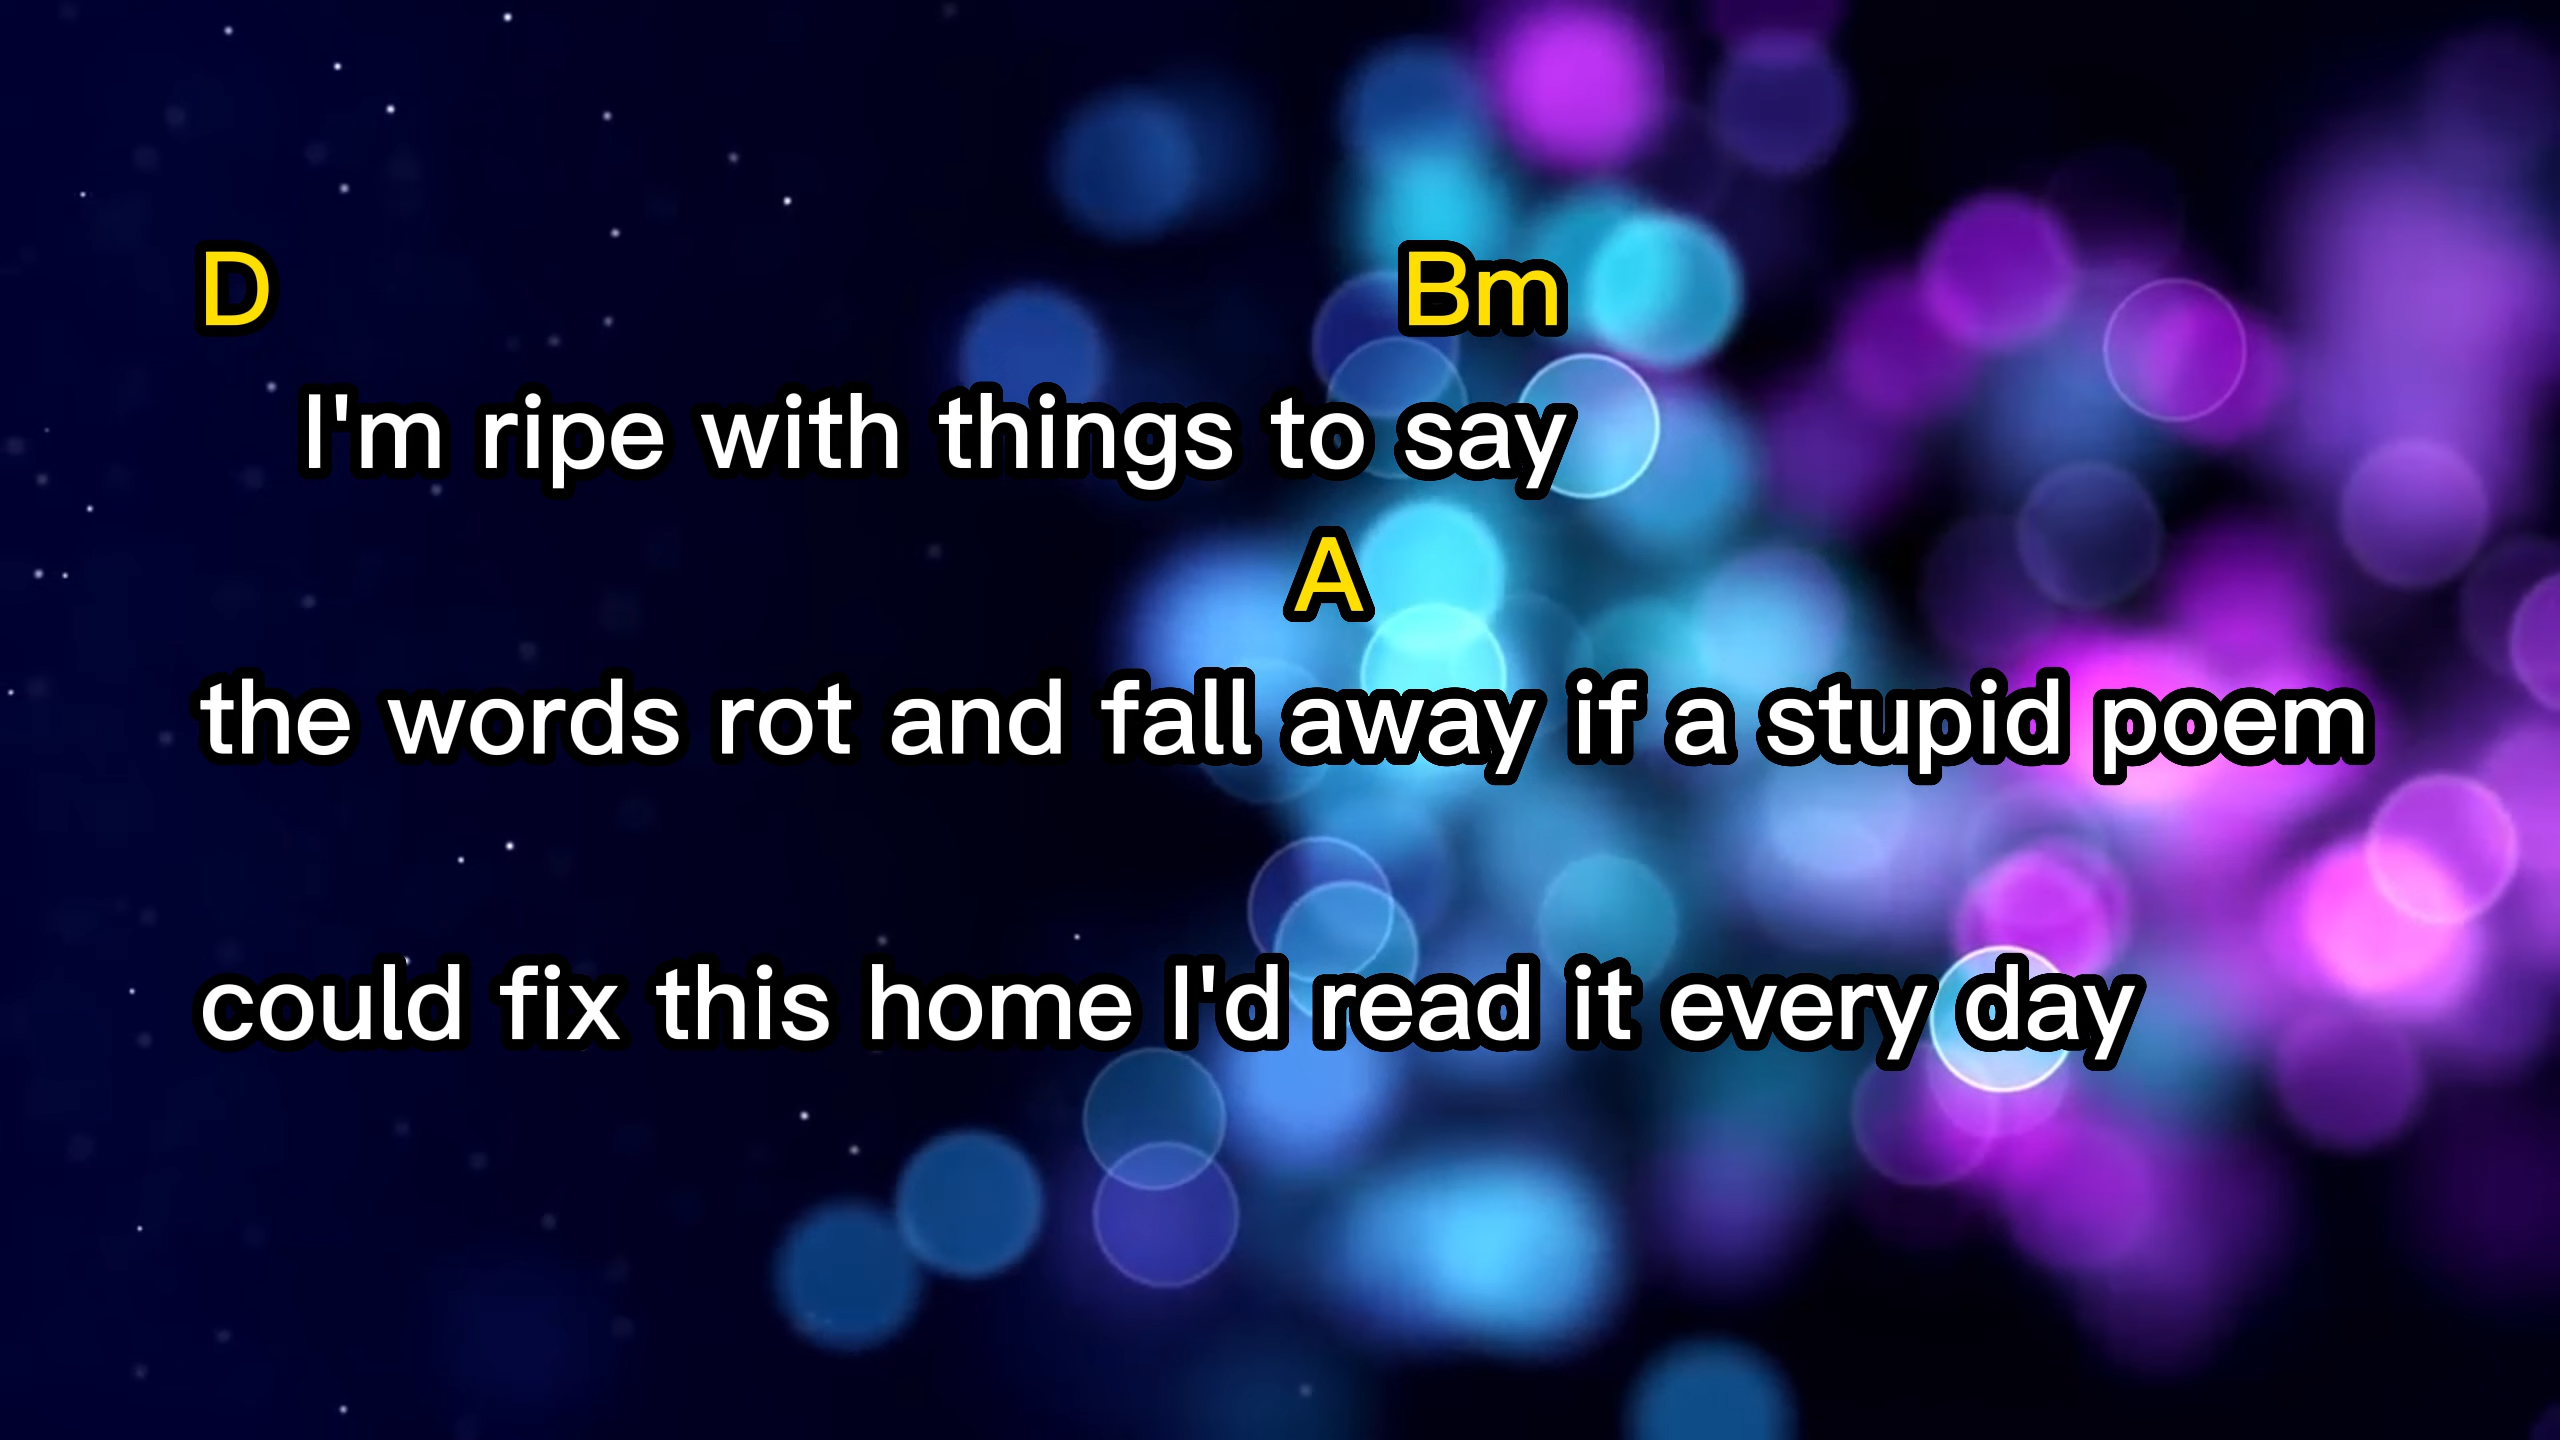 D Bm
I'm ripe with things to say
A
the words rot and fall away if a stupid poem
could fix this home I'd read it every day